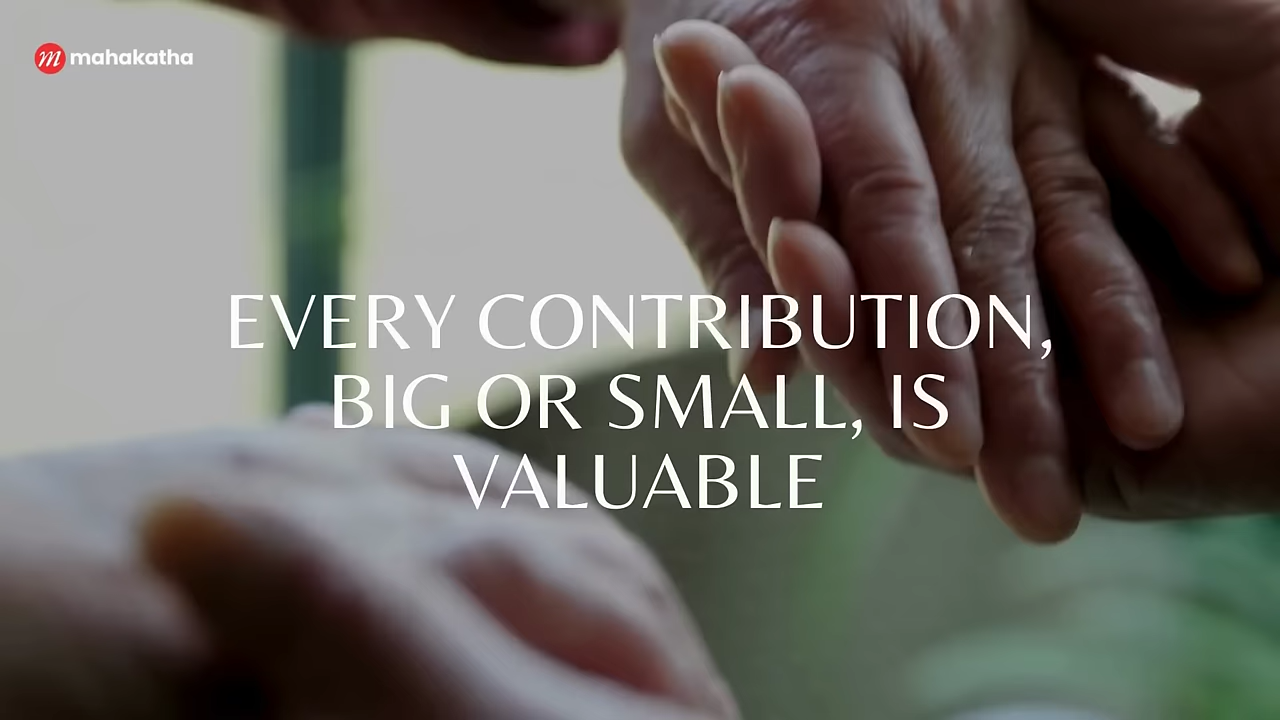 mahakatha
EVERY CONTRIBUTION,
BIG OR SMALL, IS
VALUABLE